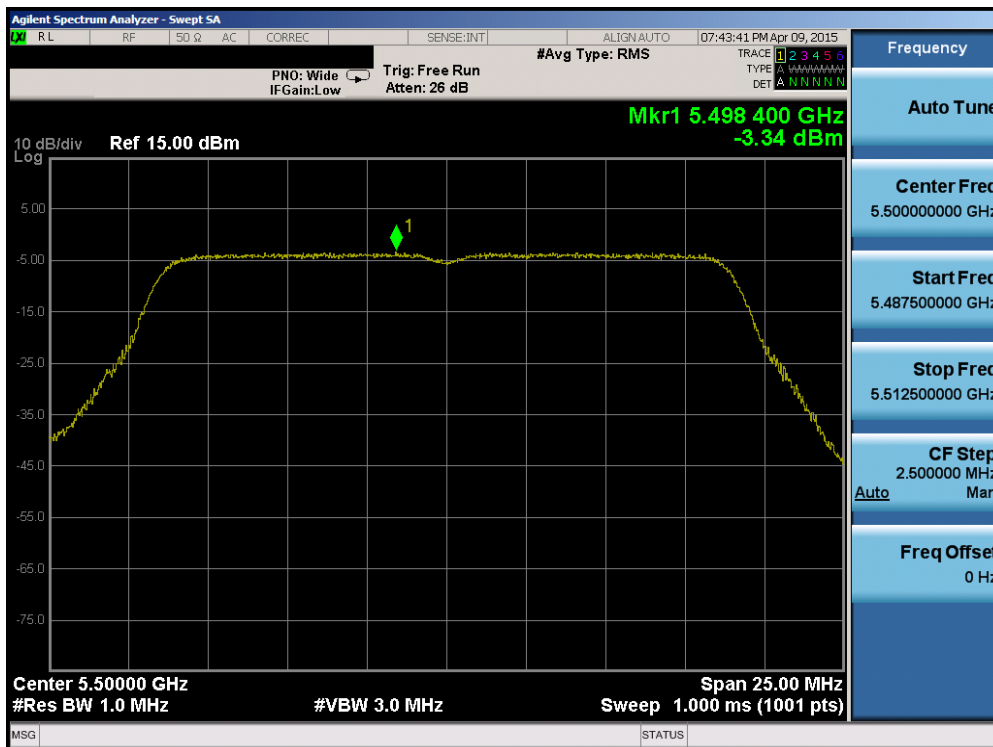 Agilent Spectrum Analyzer - Swept SA
LXI RL RF 50 Ω AC CORREC SENSE:INT ALIGN AUTO 07:43:41 PM Apr 09, 2015
#Avg Type: RMS
TRACE 1 2 3 4 5 6
TYPE A WWWWW
DET A N N N N N
PNO: Wide
IFGain:Low
Trig: Free Run
Atten: 26 dB
Mkr1 5.498 400 GHz
-3.34 dBm
10 dB/div
Log
Ref 15.00 dBm
1
5.00
-5.00
-15.0
-25.0
-35.0
-45.0
-55.0
-65.0
-75.0
Center 5.50000 GHz
Span 25.00 MHz
#Res BW 1.0 MHz
#VBW 3.0 MHz
Sweep 1.000 ms (1001 pts)
MSG
STATUS
Frequency
Auto Tune
Center Freq
5.500000000 GHz
Start Freq
5.487500000 GHz
Stop Freq
5.512500000 GHz
CF Step
2.500000 MHz
Auto Man
Freq Offset
0 Hz